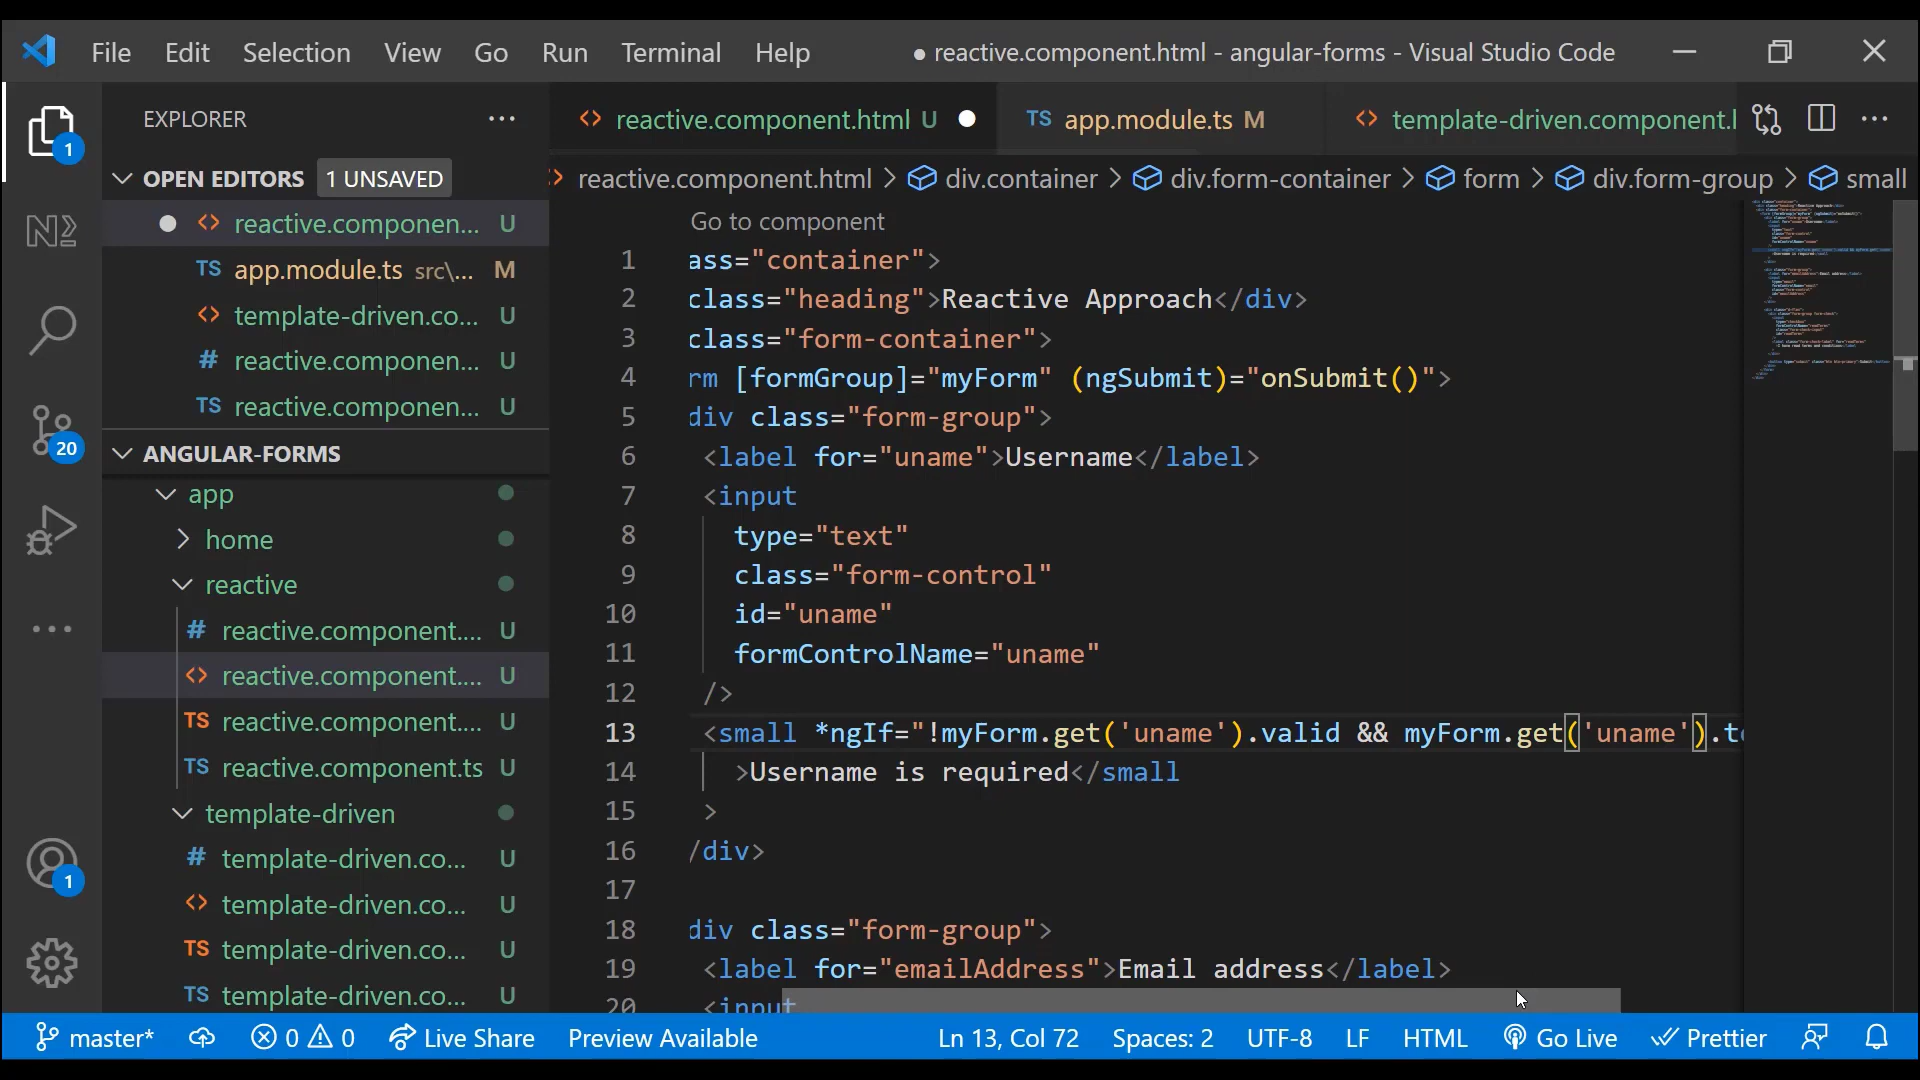 File Edit Selection View Go Run Terminal Help
● reactive.component.html - angular-forms - Visual Studio Code
EXPLORER
1
OPEN EDITORS 1 UNSAVED
reactive.componen... U
TS app.module.ts src\... M
template-driven.co... U
# reactive.componen... U
TS reactive.componen... U
20
ANGULAR-FORMS
app
home
reactive
# reactive.component.... U
<> reactive.component.... U
TS reactive.component.... U
TS reactive.component.ts U
template-driven
# template-driven.co... U
<> template-driven.co... U
TS template-driven.co... U
TS template-driven.co... U
1
<> reactive.component.html U ●
TS app.module.ts M
<> template-driven.component.
reactive.component.html > div.container > div.form-container > form > div.form-group > small
Go to component
1 ass="container">
2 class="heading">Reactive Approach</div>
3 class="form-container">
4 rm [formGroup]="myForm" (ngSubmit)="onSubmit()">
5 div class="form-group">
6 <label for="uname">Username</label>
7 <input
8 type="text"
9 class="form-control"
10 id="uname"
11 formControlName="uname"
12 />
13 <small *ngIf="!myForm.get('uname').valid && myForm.get('uname').t
14 >Username is required</small
15 >
16 /div>
17
18 div class="form-group">
19 <label for="emailAddress">Email address</label>
20 <input
master* 0 0 Live Share Preview Available Ln 13, Col 72 Spaces: 2 UTF-8 LF HTML Go Live Prettier